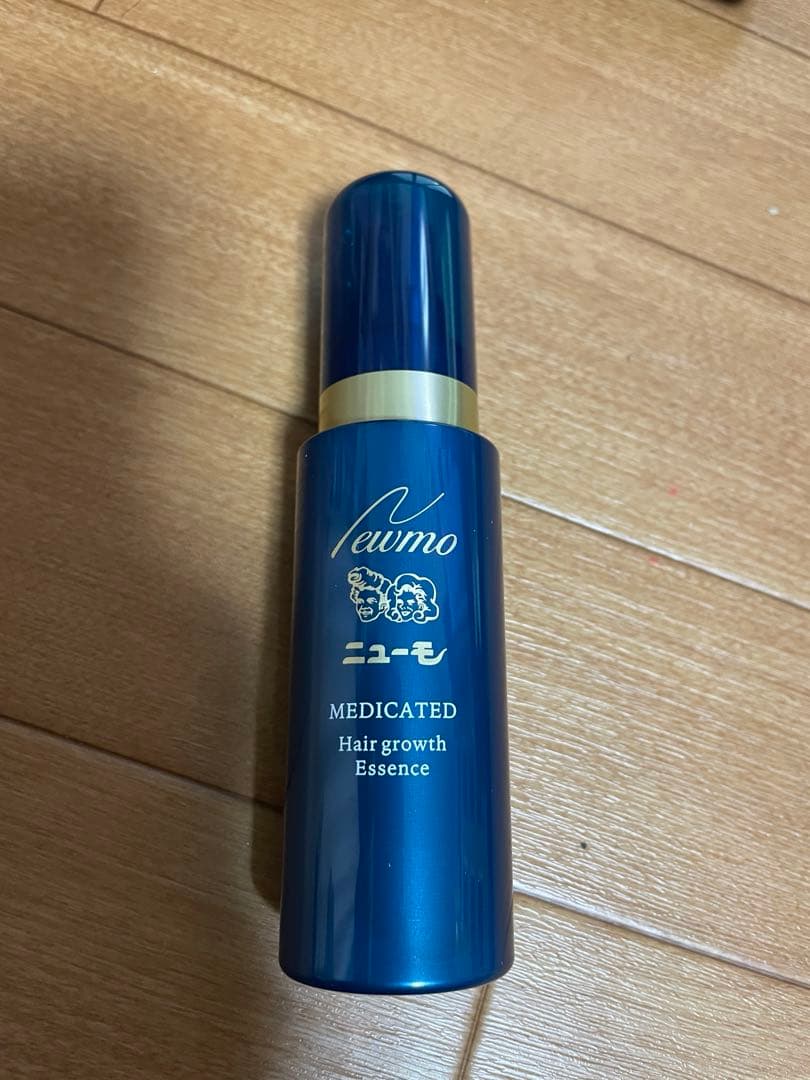 Newmo
ニューモ
MEDICATED
Hair growth
Essence